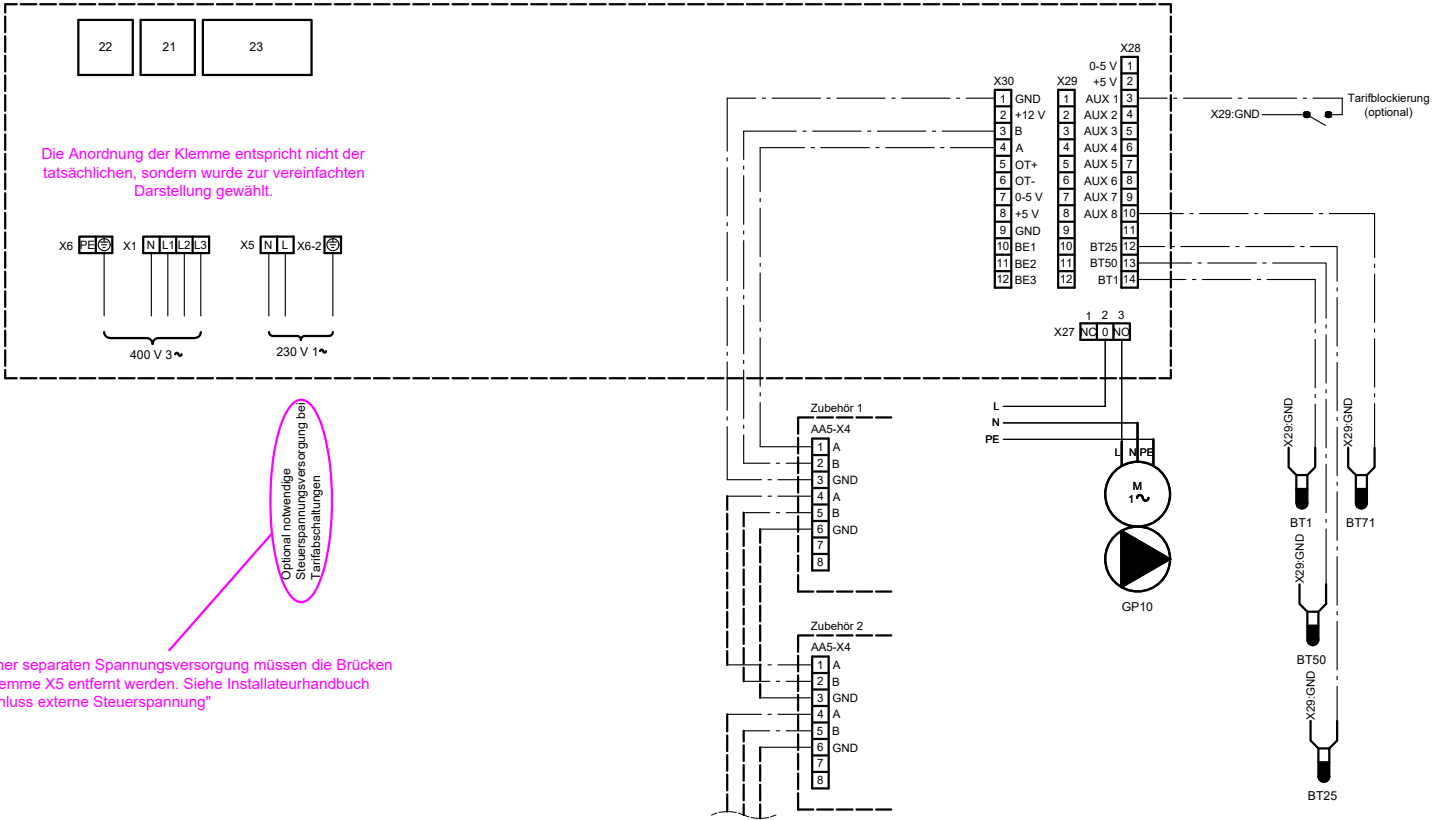 22
21
23
Die Anordnung der Klemme entspricht nicht der
tatsächlichen, sondern wurde zur vereinfachten
Darstellung gewählt.
X6 PE X1 N L1 L2 L3 X5 N L X6-2
400 V 3~
230 V 1~
X30
1 GND
2 +12 V
3 B
4 A
5 OT+
6 OT-
7 0-5 V
8 +5 V
9 GND
10 BE1
11 BE2
12 BE3
X29
1
2
3
4
5
6
7
8
9
10
11
12
X28
0-5 V 1
+5 V 2
AUX 1 3
AUX 2 4
AUX 3 5
AUX 4 6
AUX 5 7
AUX 6 8
AUX 7 9
AUX 8 10
11
BT25 12
BT50 13
BT1 14
Tarifblockierung
(optional)
X29:GND
1 2 3
X27 NC 0 NO
L
N
PE
L N PE
M
1~
GP10
Optional notwendige
Steuerspannungsversorgung bei
Tarifabschaltungen
ner separaten Spannungsversorgung müssen die Brücken
emme X5 entfernt werden. Siehe Installateurhandbuch
hluss externe Steuerspannung"
Zubehör 1
AA5-X4
1 A
2 B
3 GND
4 A
5 B
6 GND
7
8
Zubehör 2
AA5-X4
1 A
2 B
3 GND
4 A
5 B
6 GND
7
8
X29:GND
BT1
X29:GND
BT71
X29:GND
BT50
X29:GND
BT25